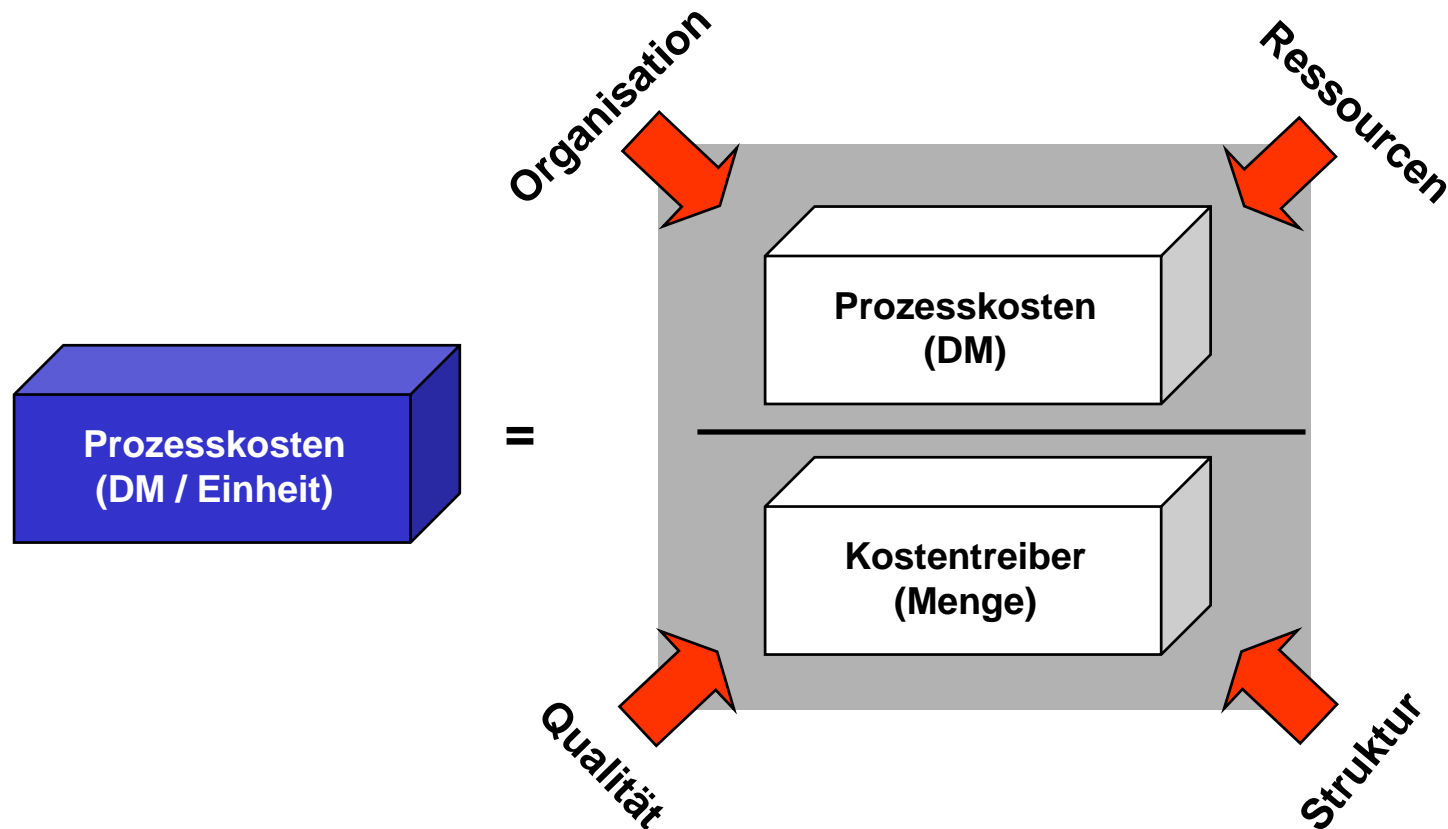 Organisation
Ressourcen
Prozesskosten
(DM)
Prozesskosten
(DM / Einheit)
=
Kostentreiber
(Menge)
Qualität
Struktur